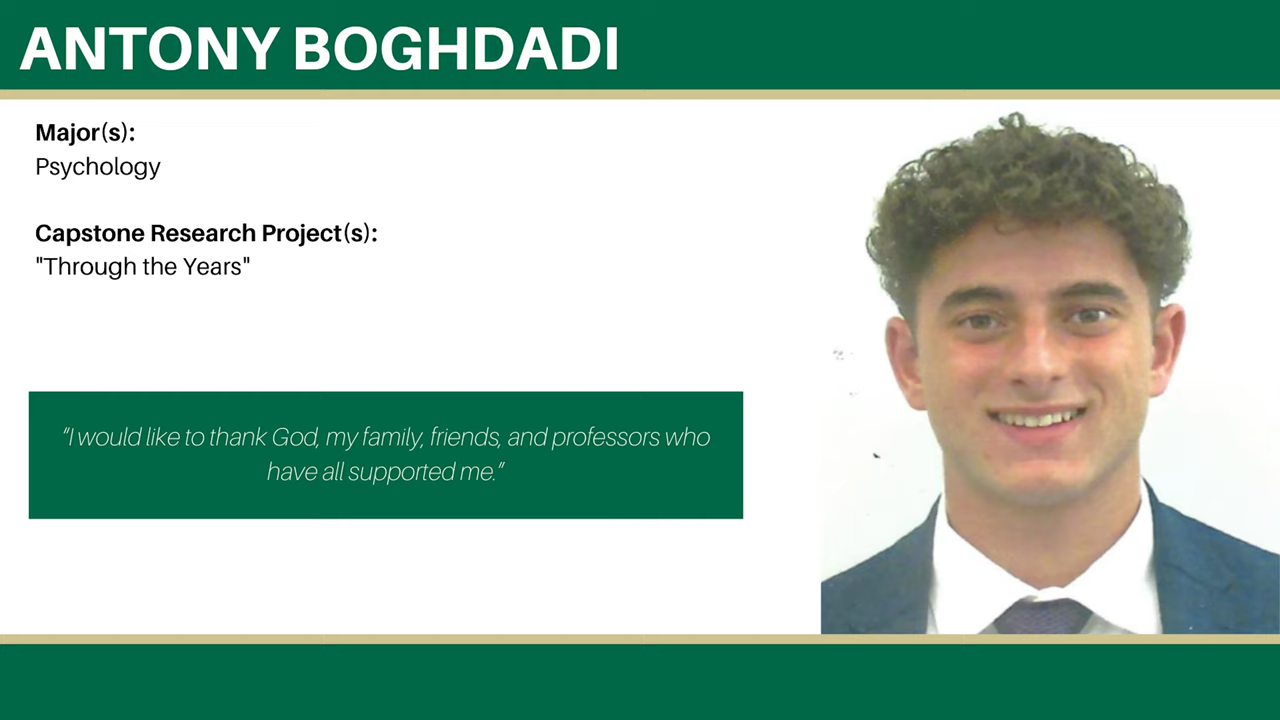 ANTONY BOGHDADI
Major(s):
Psychology
Capstone Research Project(s):
"Through the Years"
“I would like to thank God, my family, friends, and professors who
have all supported me.”